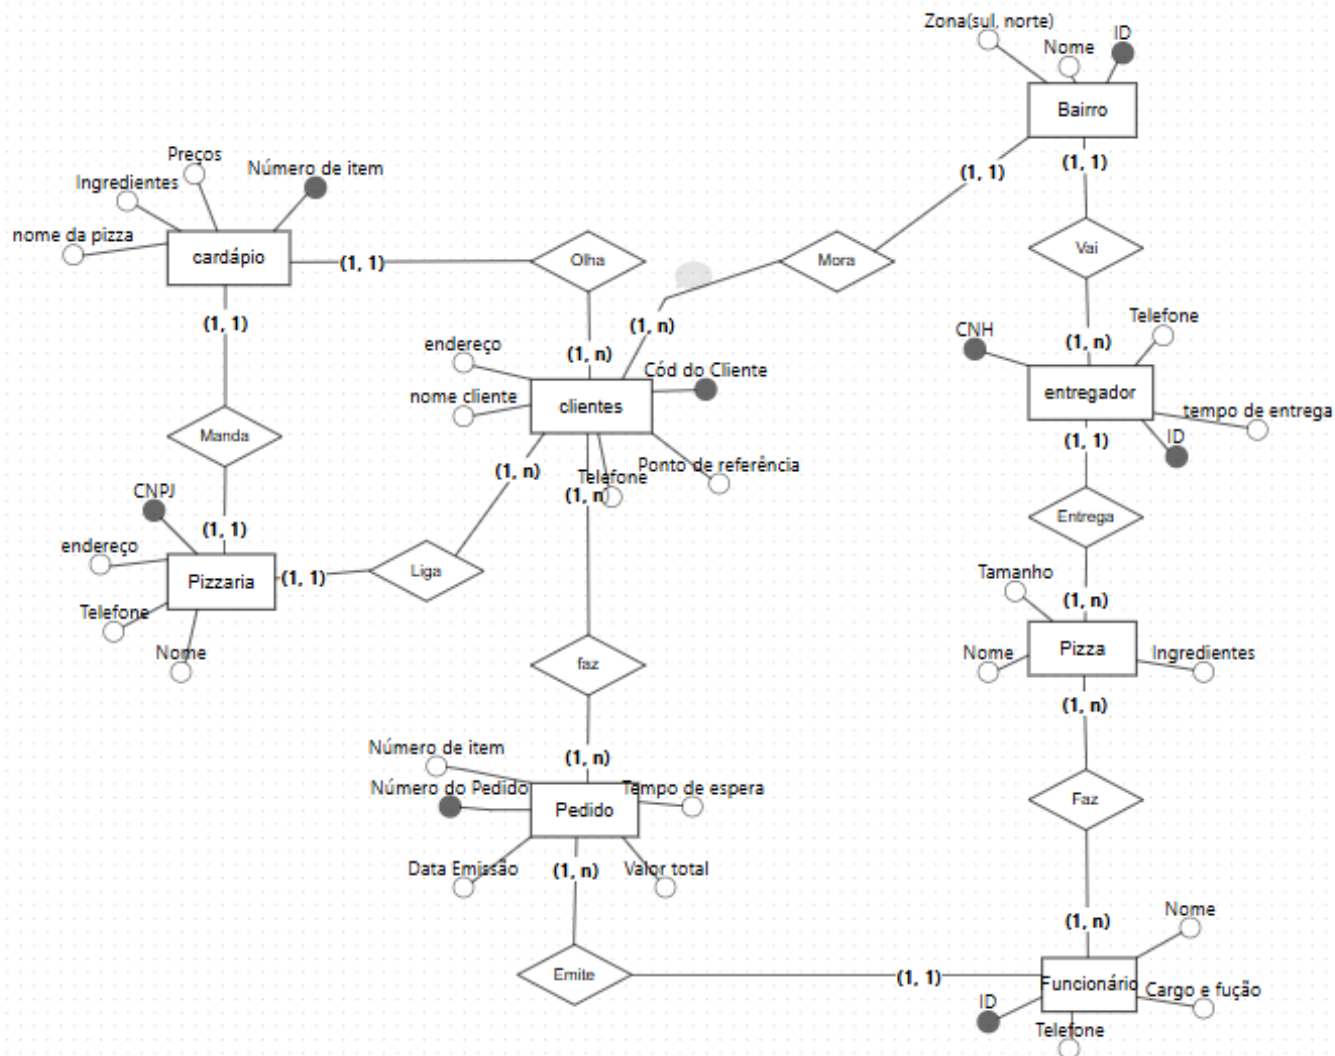 Zona(sul, norte)
ID
Nome
Bairro
(1, 1)
(1, 1)
Preços
Número de item
Ingredientes
nome da pizza
cardápio
(1, 1)
Olha
Mora
Vai
(1, 1)
(1, n)
(1, n)
CNH
Telefone
(1, n)
endereço
Cód do Cliente
nome cliente
clientes
entregador
tempo de entrega
ID
(1, 1)
Manda
(1, n)
Telefone
Ponto de referência
(1, n)
CNPJ
(1, 1)
Entrega
endereço
Pizzaria
(1, 1)
Liga
Tamanho
(1, n)
Telefone
Nome
faz
Nome
Pizza
Ingredientes
(1, n)
Número de item
(1, n)
Número do Pedido
Tempo de espera
Pedido
Faz
Data Emissão
(1, n)
Valor total
(1, n)
Nome
Emite
(1, 1)
Funcionário
Cargo e fução
ID
Telefone